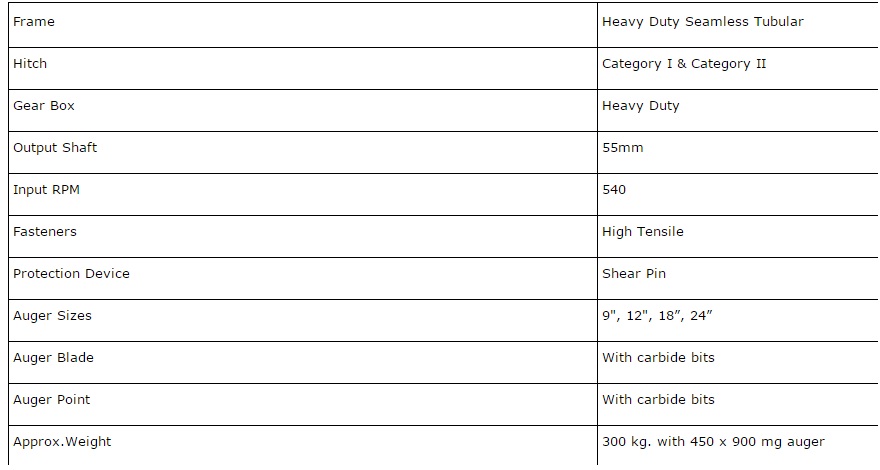 Frame Heavy Duty Seamless Tubular
Hitch Category I & Category II
Gear Box Heavy Duty
Output Shaft 55mm
Input RPM 540
Fasteners High Tensile
Protection Device Shear Pin
Auger Sizes 9", 12", 18”, 24”
Auger Blade With carbide bits
Auger Point With carbide bits
Approx.Weight 300 kg. with 450 x 900 mg auger